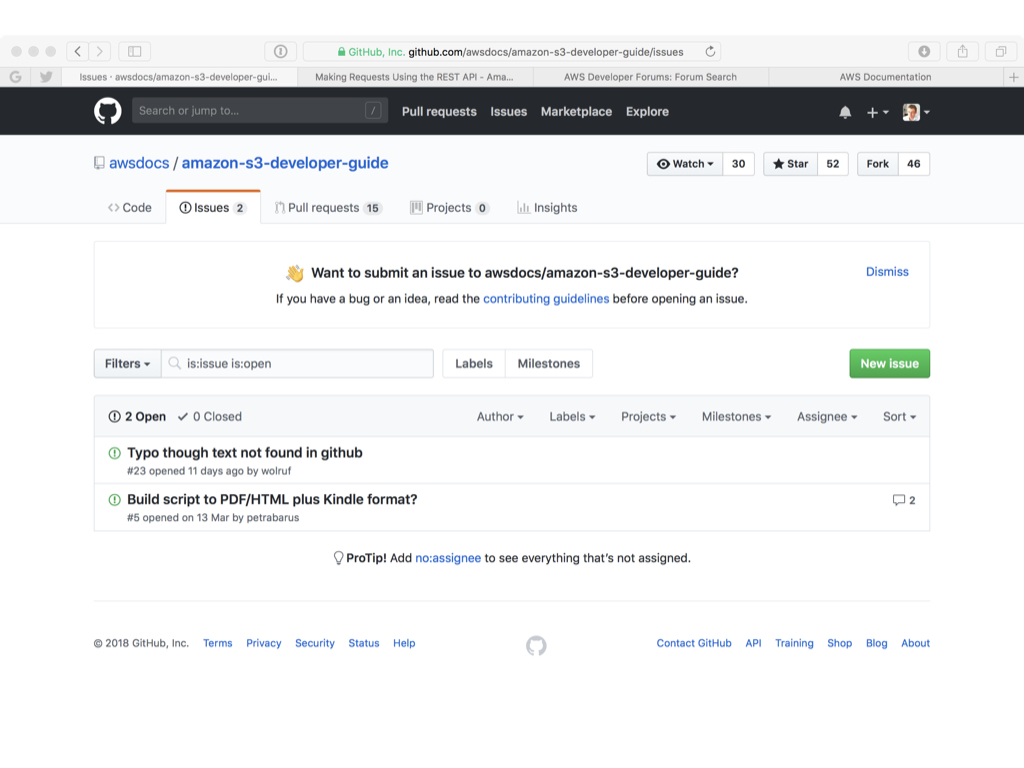 GitHub, Inc. github.com/awsdocs/amazon-s3-developer-guide/issues
Issues · awsdocs/amazon-s3-developer-gui... Making Requests Using the REST API - Ama... AWS Developer Forums: Forum Search AWS Documentation
Search or jump to... / Pull requests Issues Marketplace Explore
awsdocs / amazon-s3-developer-guide Watch 30 Star 52 Fork 46
Code Issues 2 Pull requests 15 Projects 0 Insights
Want to submit an issue to awsdocs/amazon-s3-developer-guide? Dismiss
If you have a bug or an idea, read the contributing guidelines before opening an issue.
Filters is:issue is:open Labels Milestones New issue
2 Open 0 Closed Author Labels Projects Milestones Assignee Sort
Typo though text not found in github
#23 opened 11 days ago by wolruf
Build script to PDF/HTML plus Kindle format? 2
#5 opened on 13 Mar by petrabarus
ProTip! Add no:assignee to see everything that's not assigned.
© 2018 GitHub, Inc. Terms Privacy Security Status Help Contact GitHub API Training Shop Blog About